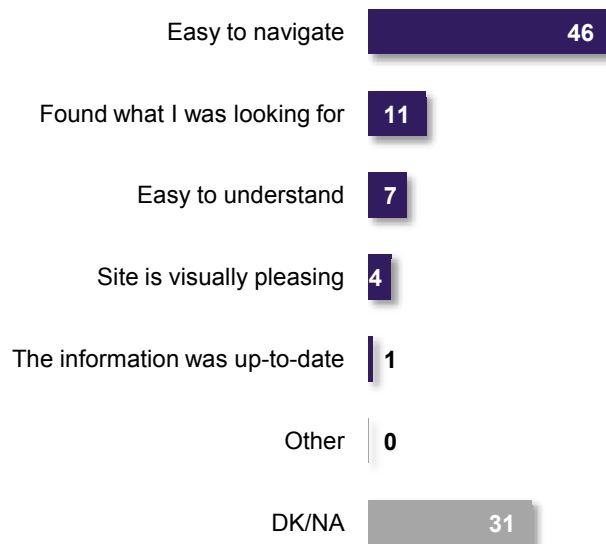 Easy to navigate 46
Found what I was looking for 11
Easy to understand 7
Site is visually pleasing 4
The information was up-to-date 1
Other 0
DK/NA 31